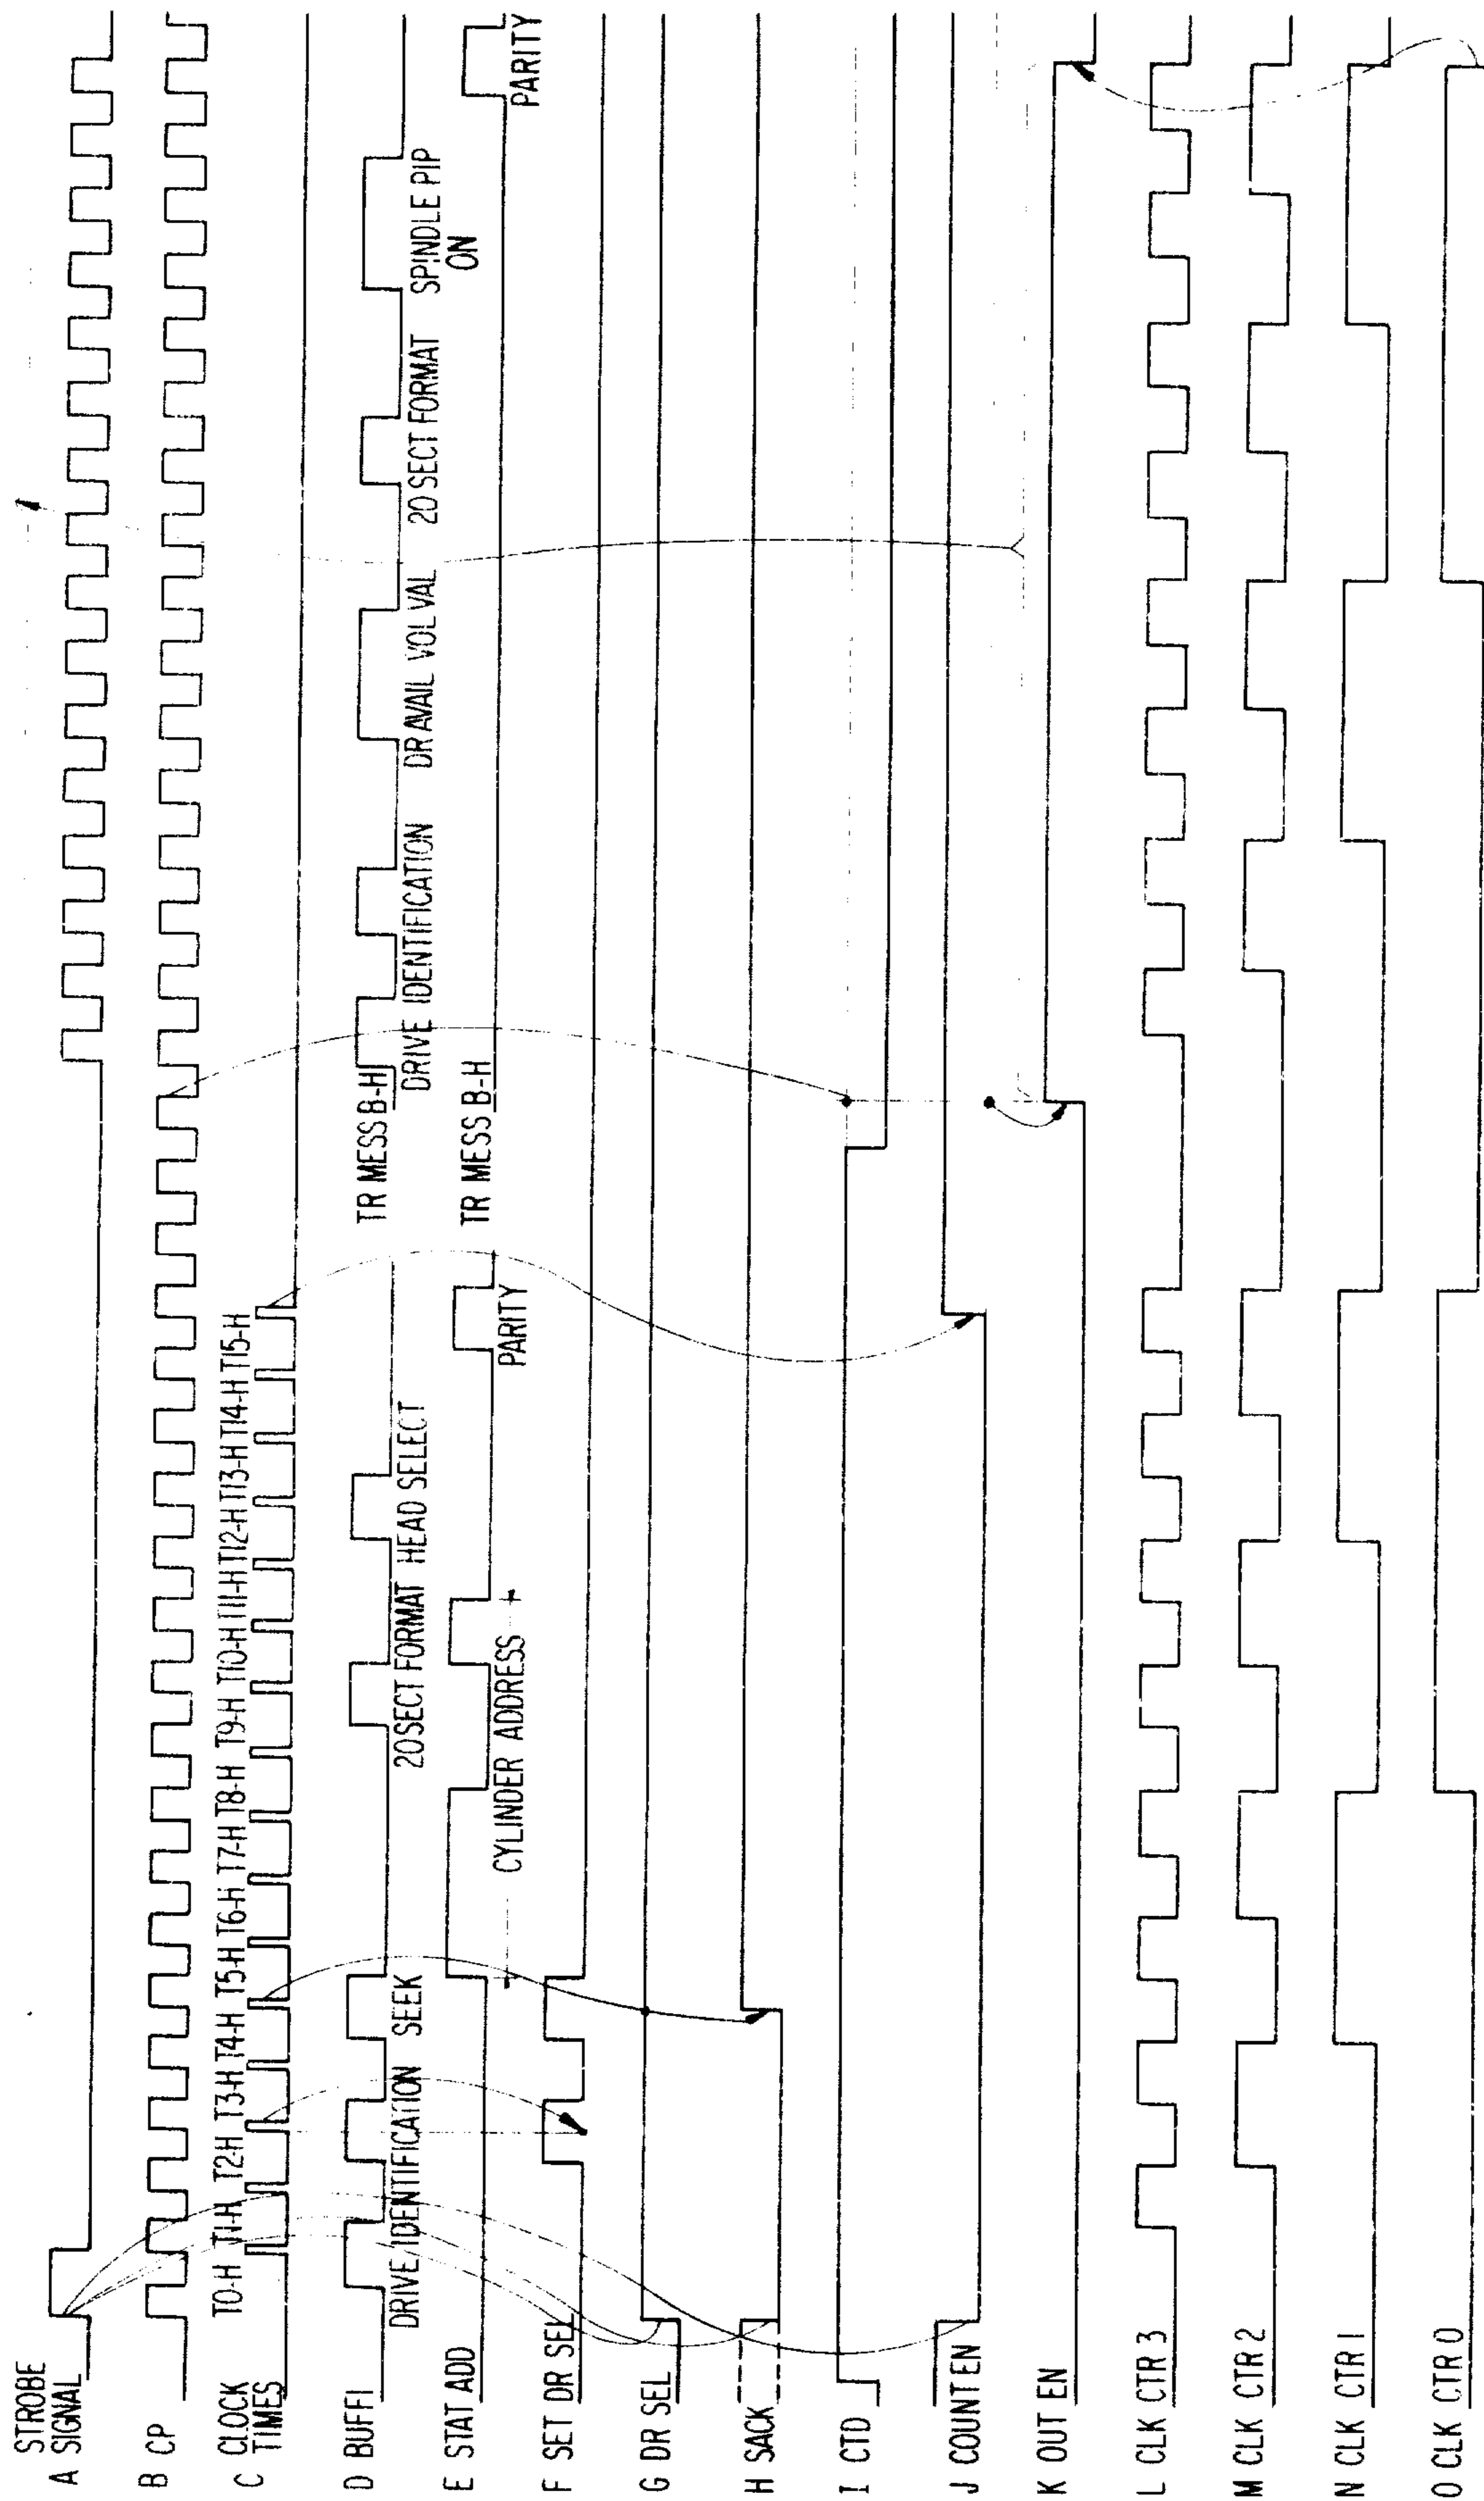 STROBE
A SIGNAL
B CP
CLOCK
C TIMES
T0-H T1-H T2-H T3-H T4-H T5-H T6-H T7-H T8-H T9-H T10-H T11-H T12-H T13-H T14-H T15-H
D BUFFI
TR MESS B-H
DRIVE IDENTIFICATION SEEK 20SECT FORMAT HEAD SELECT DRIVE IDENTIFICATION DR AVAIL VOL VAL 20 SECT FORMAT SPINDLE PIP
ON
E STAT ADD
TR MESS B-H
CYLINDER ADDRESS PARITY PARITY
F SET DR SEL
G DR SEL
H SACK
I CTD
J COUNT EN
K OUT EN
L CLK CTR 3
M CLK CTR 2
N CLK CTR 1
O CLK CTR 0